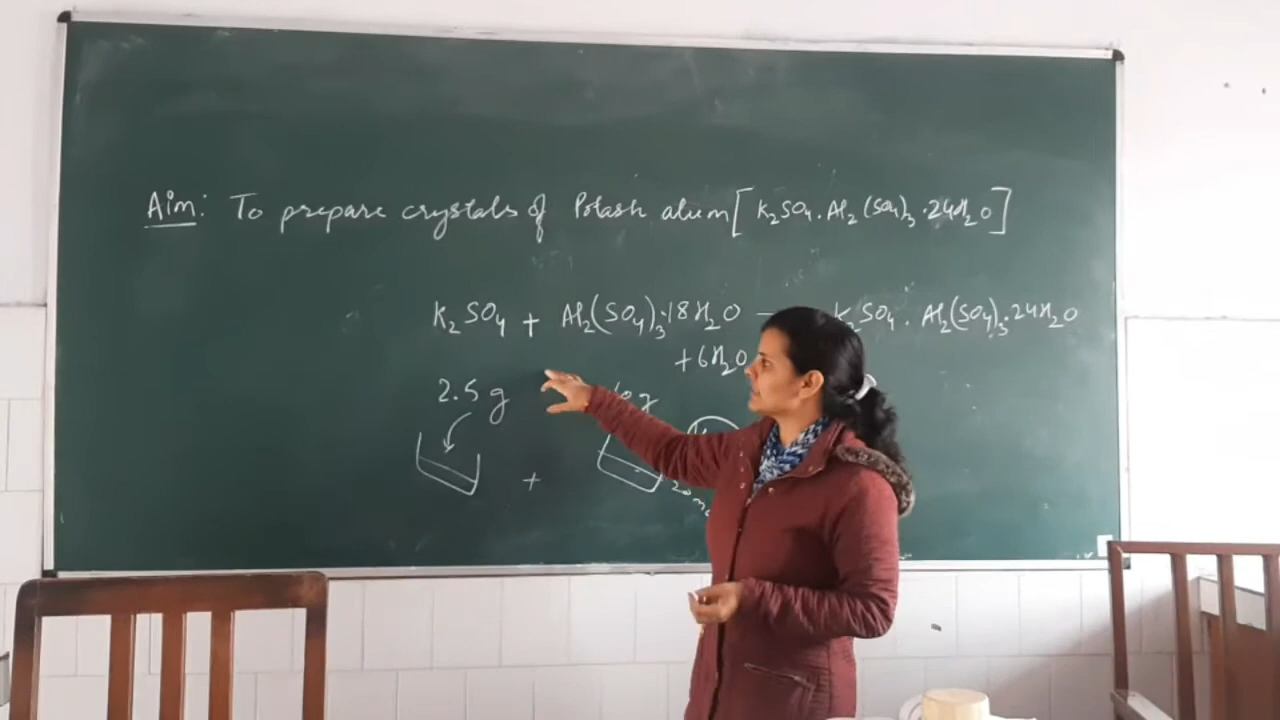 Aim: To prepare crystals of Potash alum [K₂SO₄.Al₂(SO₄)₃.24H₂O]
K₂SO₄ + Al₂(SO₄)₃.18H₂O K₂SO₄. Al₂(SO₄)₃.24H₂O
+6H₂O
2.5 g
+
20 m